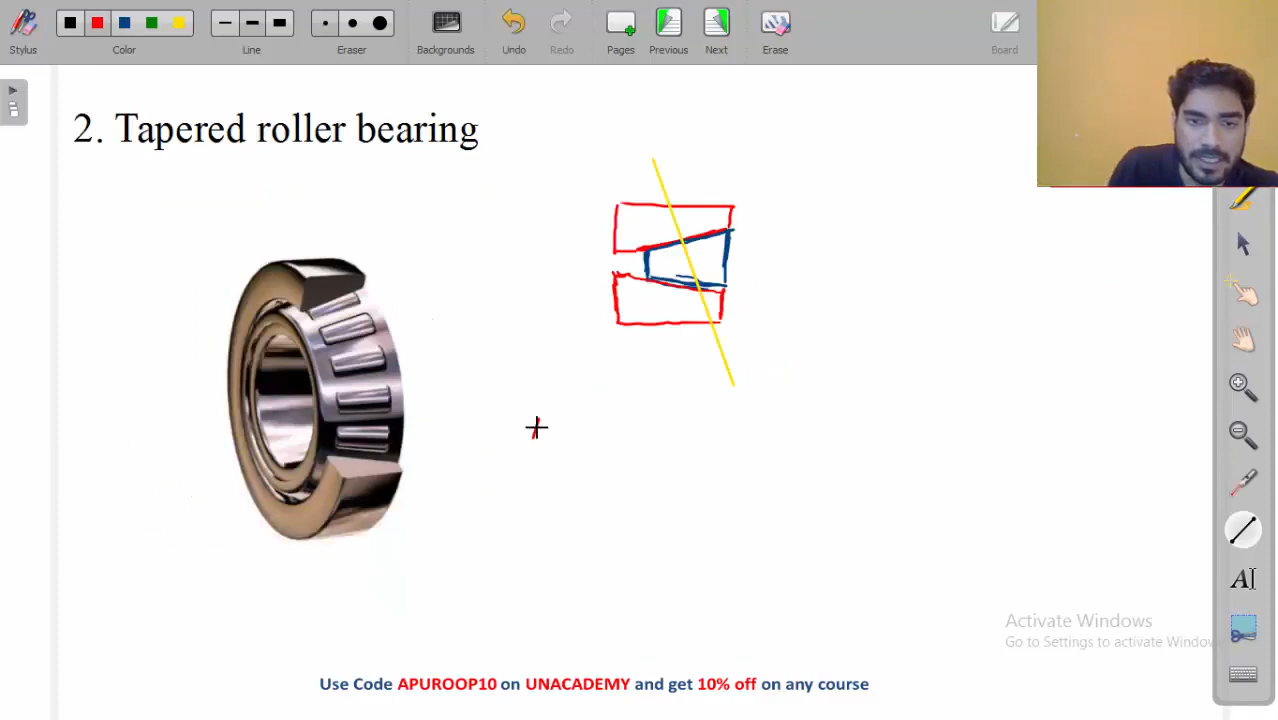 Stylus
Color
Line
Eraser
Backgrounds
Undo
Redo
Pages
Previous
Next
Erase
Board
2. Tapered roller bearing
A
Activate Windows
Go to Settings to activate Windows
Use Code APUROOP10 on UNACADEMY and get 10% off on any course